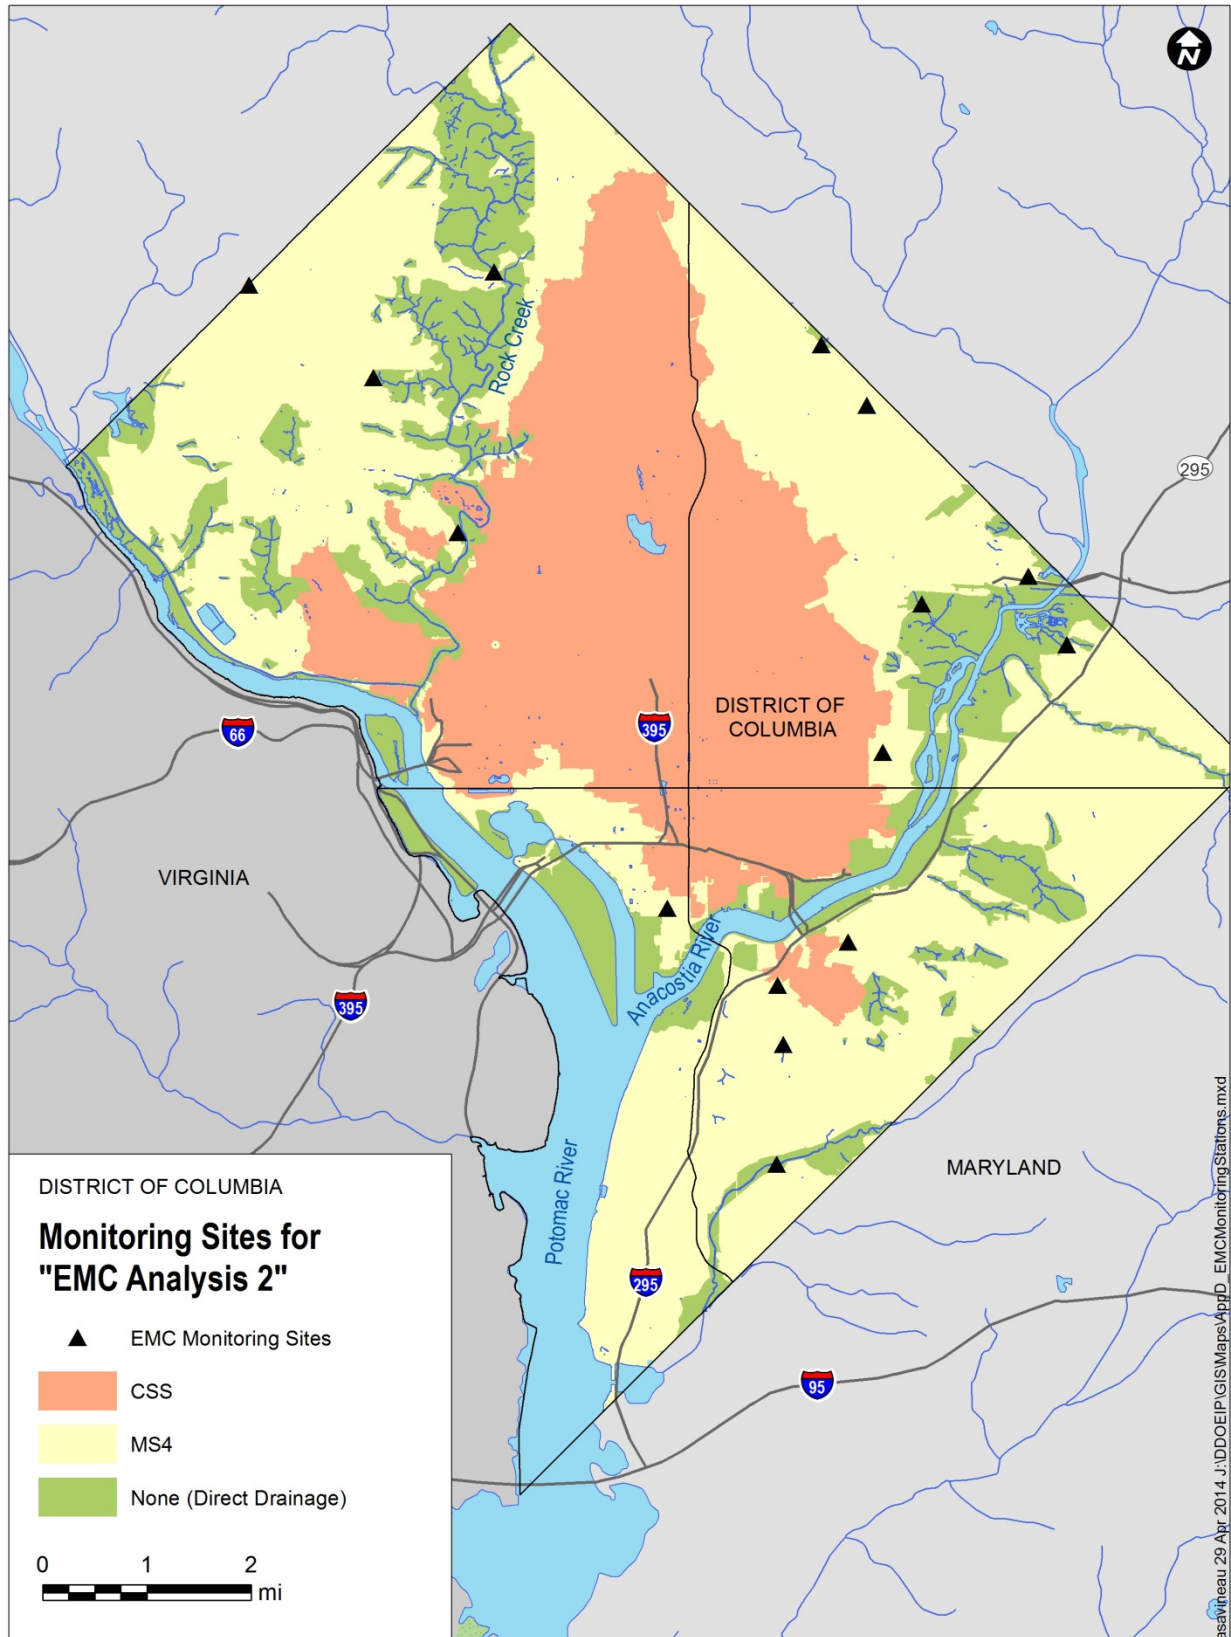 N
Rock Creek
295
DISTRICT OF
COLUMBIA
395
66
VIRGINIA
395
Anacostia River
Potomac River
MARYLAND
295
95
DISTRICT OF COLUMBIA
Monitoring Sites for
"EMC Analysis 2"
EMC Monitoring Sites
CSS
MS4
None (Direct Drainage)
0 1 2
mi
asavineau 29 Apr 2014 J:\DDOEIP\GIS\Maps\AppD_EMCMonitoringStations.mxd